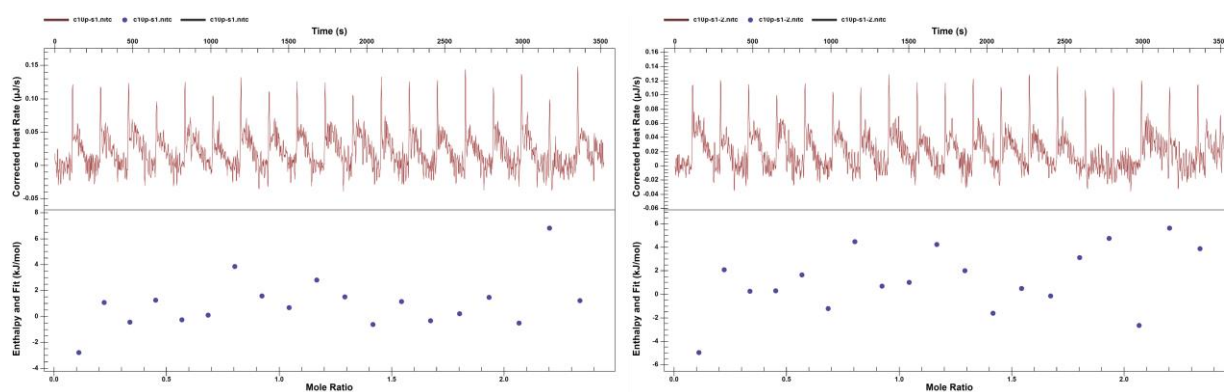 c10p-s1.nitc c10p-s1.nitc c10p-s1.nitc
Time (s)
0 500 1000 1500 2000 2500 3000 3500
Corrected Heat Rate (µJ/s)
0.15
0.10
0.05
0
-0.05
Enthalpy and Fit (kJ/mol)
8
6
4
2
0
-2
-4
0.0 0.5 1.0 1.5 2.0
Mole Ratio
c10p-s1-2.nitc c10p-s1-2.nitc c10p-s1-2.nitc
Time (s)
0 500 1000 1500 2000 2500 3000 3500
Corrected Heat Rate (µJ/s)
0.16
0.14
0.12
0.10
0.08
0.06
0.04
0.02
0
-0.02
-0.04
-0.06
Enthalpy and Fit (kJ/mol)
6
4
2
0
-2
-4
-6
0.0 0.5 1.0 1.5 2.0
Mole Ratio